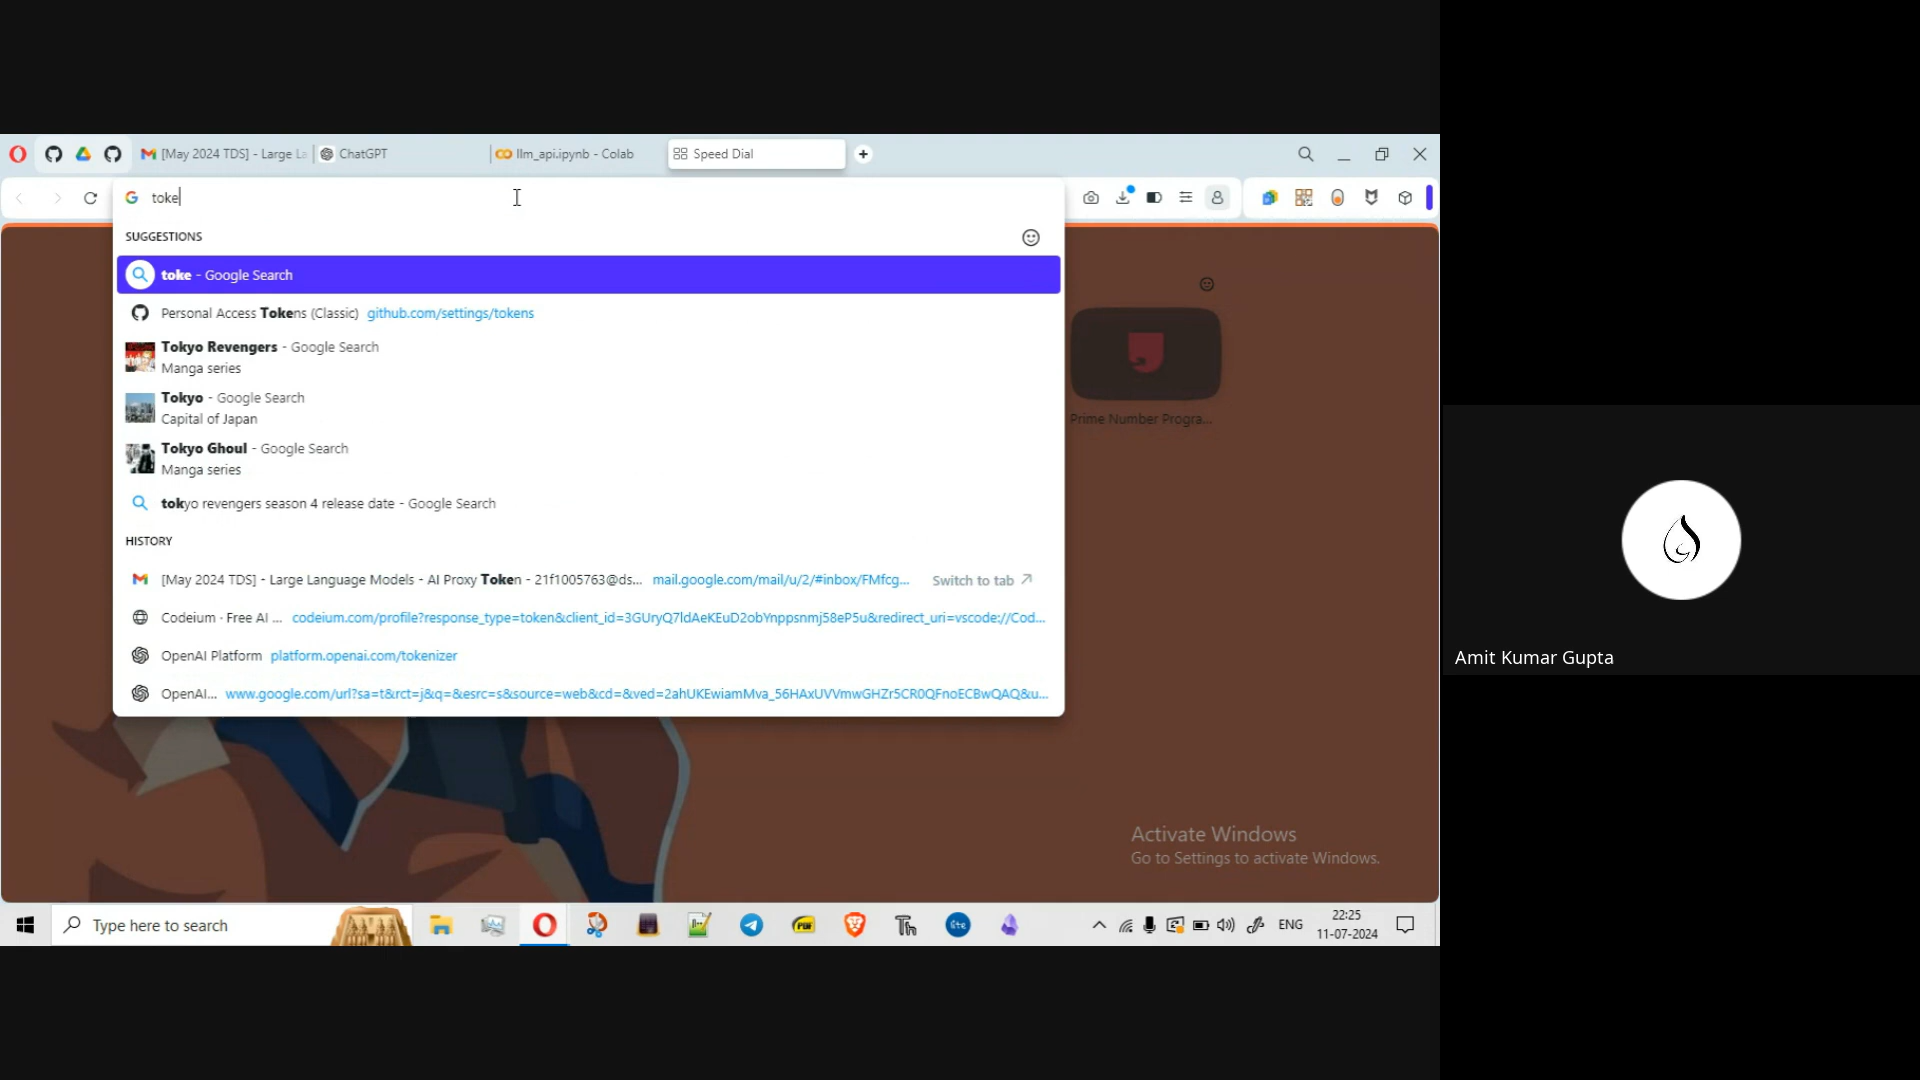 [May 2024 TDS] - Large La
ChatGPT
llm_api.ipynb - Colab
Speed Dial
toke
SUGGESTIONS
toke - Google Search
Personal Access Tokens (Classic) github.com/settings/tokens
Tokyo Revengers - Google Search
Manga series
Tokyo - Google Search
Capital of Japan
Tokyo Ghoul - Google Search
Manga series
tokyo revengers season 4 release date - Google Search
Prime Number Progra...
HISTORY
[May 2024 TDS] - Large Language Models - AI Proxy Token - 21f1005763@ds... mail.google.com/mail/u/2/#inbox/FMfcg... Switch to tab
Codeium · Free AI ... codeium.com/profile?response_type=token&client_id=3GUryQ7ldAeKEuD2obYnppsnmj58eP5u&redirect_uri=vscode://Cod...
OpenAI Platform platform.openai.com/tokenizer
OpenAI... www.google.com/url?sa=t&rct=j&q=&esrc=s&source=web&cd=&ved=2ahUKEwiamMva_56HAxUVVmwGHZr5CR0QFnoECBwQAQ&u...
Amit Kumar Gupta
Activate Windows
Go to Settings to activate Windows.
Type here to search
PDF
Th
lite
ENG
22:25
11-07-2024